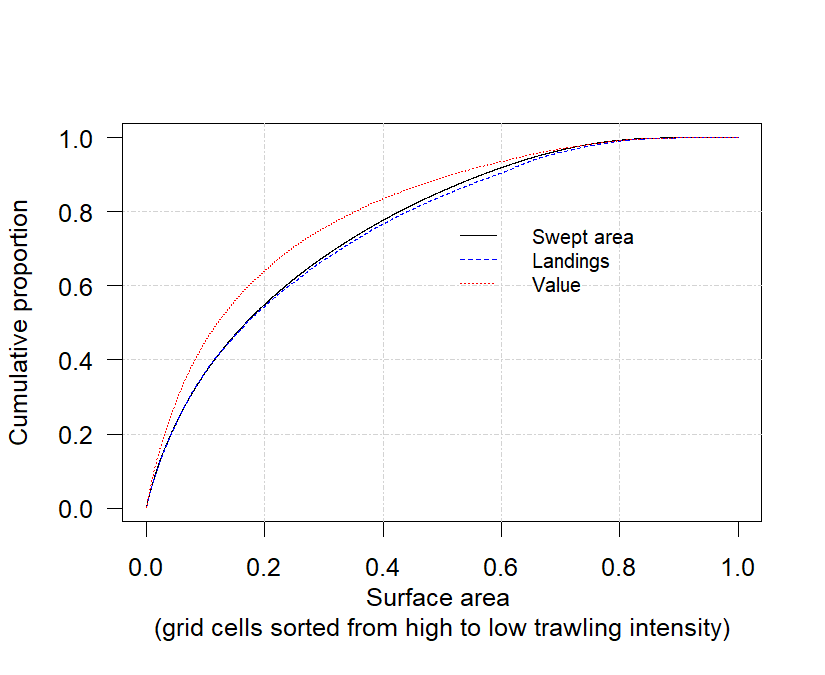 Cumulative proportion
1.0
0.8
0.6
0.4
0.2
0.0
Swept area
Landings
Value
0.0 0.2 0.4 0.6 0.8 1.0
Surface area
(grid cells sorted from high to low trawling intensity)